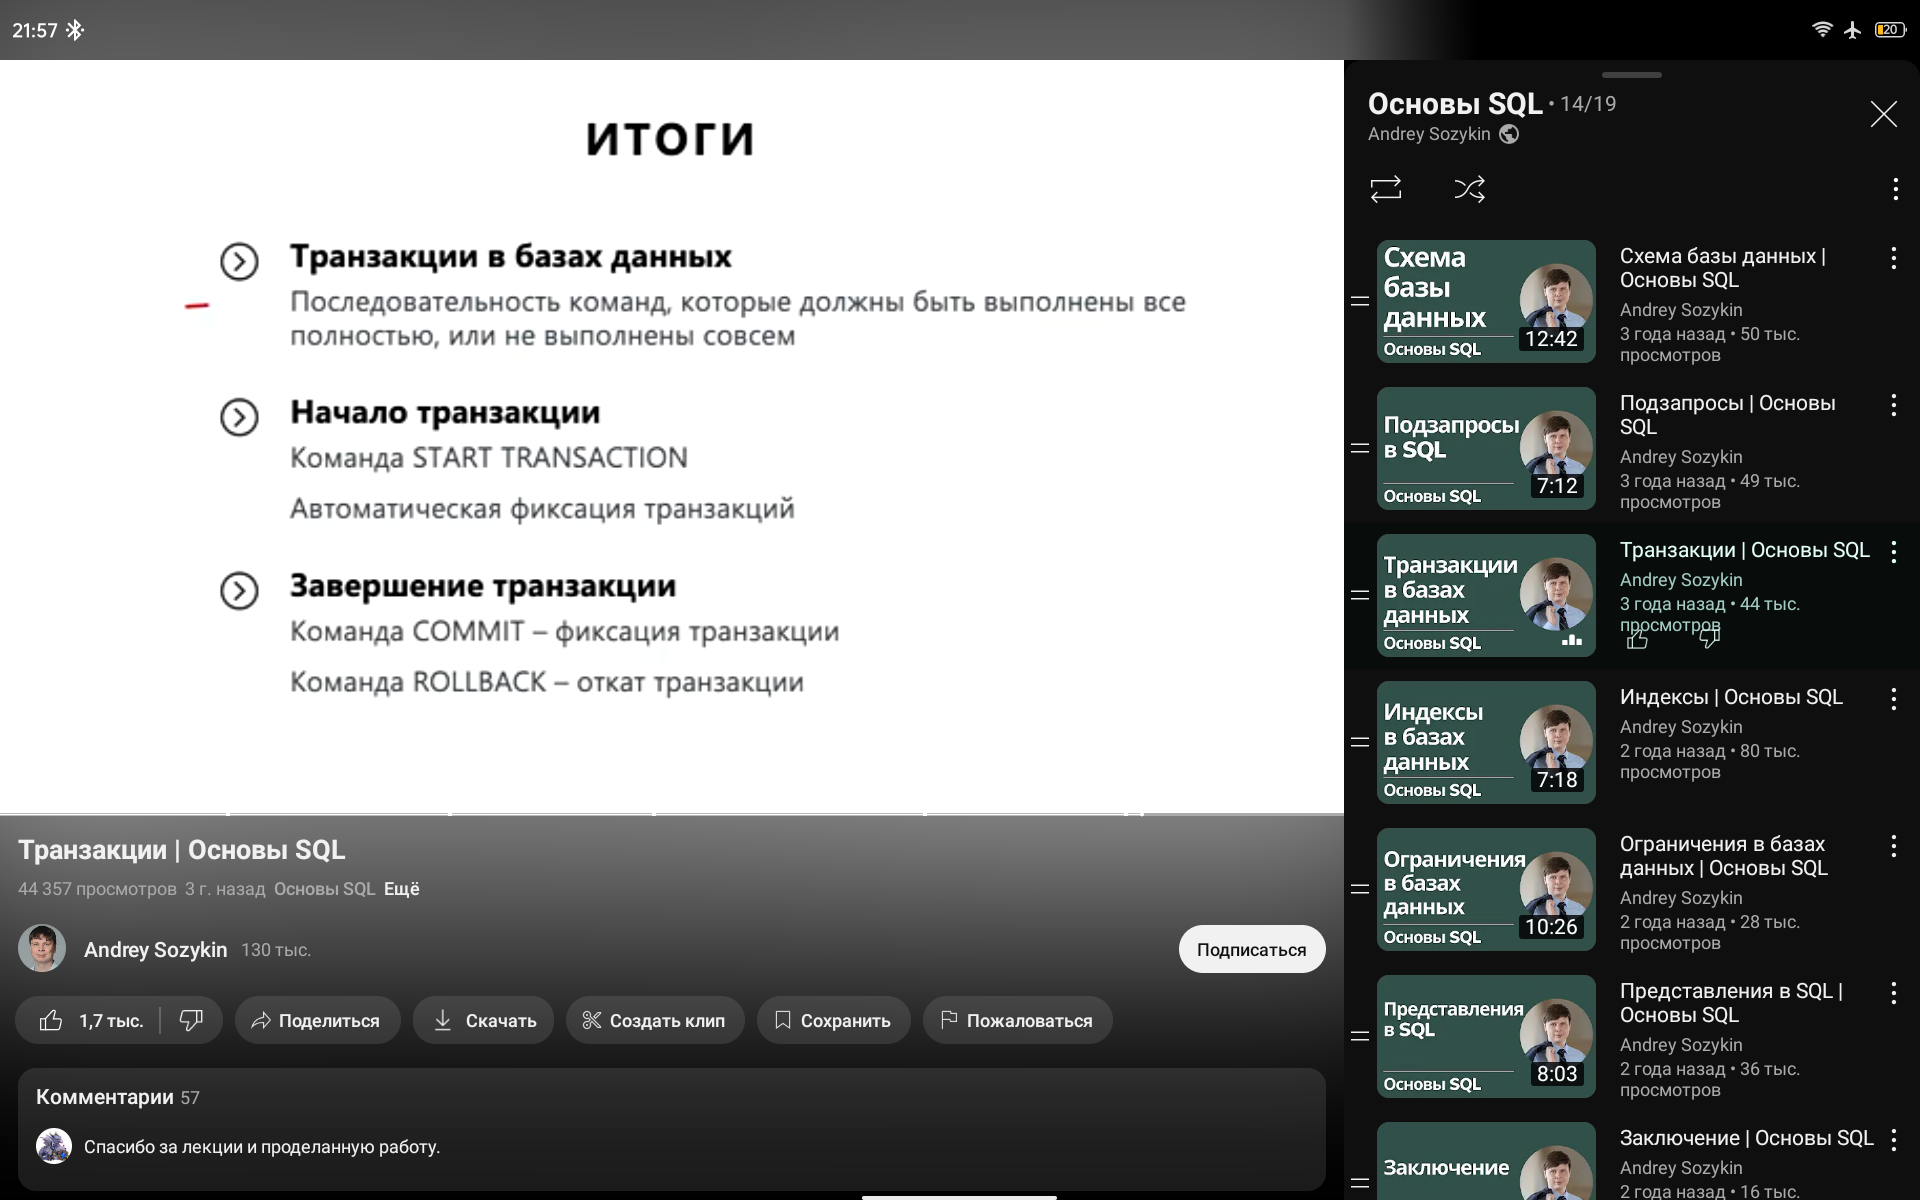 21:57
20
ИТОГИ
Транзакции в базах данных
Последовательность команд, которые должны быть выполнены все
полностью, или не выполнены совсем
Начало транзакции
Команда START TRANSACTION
Автоматическая фиксация транзакций
Завершение транзакции
Команда COMMIT – фиксация транзакции
Команда ROLLBACK – откат транзакции
Транзакции | Основы SQL
44 357 просмотров 3 г. назад Основы SQL Ещё
Andrey Sozykin 130 тыс.
Подписаться
1,7 тыс.
Поделиться
Скачать
Создать клип
Сохранить
Пожаловаться
Комментарии 57
Спасибо за лекции и проделанную работу.
Основы SQL • 14/19
Andrey Sozykin
Схема
базы
данных
Основы SQL
12:42
Схема базы данных |
Основы SQL
Andrey Sozykin
3 года назад • 50 тыс.
просмотров
Подзапросы
в SQL
Основы SQL
7:12
Подзапросы | Основы
SQL
Andrey Sozykin
3 года назад • 49 тыс.
просмотров
Транзакции
в базах
данных
Основы SQL
Транзакции | Основы SQL
Andrey Sozykin
3 года назад • 44 тыс.
просмотров
Индексы
в базах
данных
Основы SQL
7:18
Индексы | Основы SQL
Andrey Sozykin
2 года назад • 80 тыс.
просмотров
Ограничения
в базах
данных
Основы SQL
10:26
Ограничения в базах
данных | Основы SQL
Andrey Sozykin
2 года назад • 28 тыс.
просмотров
Представления
в SQL
Основы SQL
8:03
Представления в SQL |
Основы SQL
Andrey Sozykin
2 года назад • 36 тыс.
просмотров
Заключение
Заключение | Основы SQL
Andrey Sozykin
2 года назад • 16 тыс.